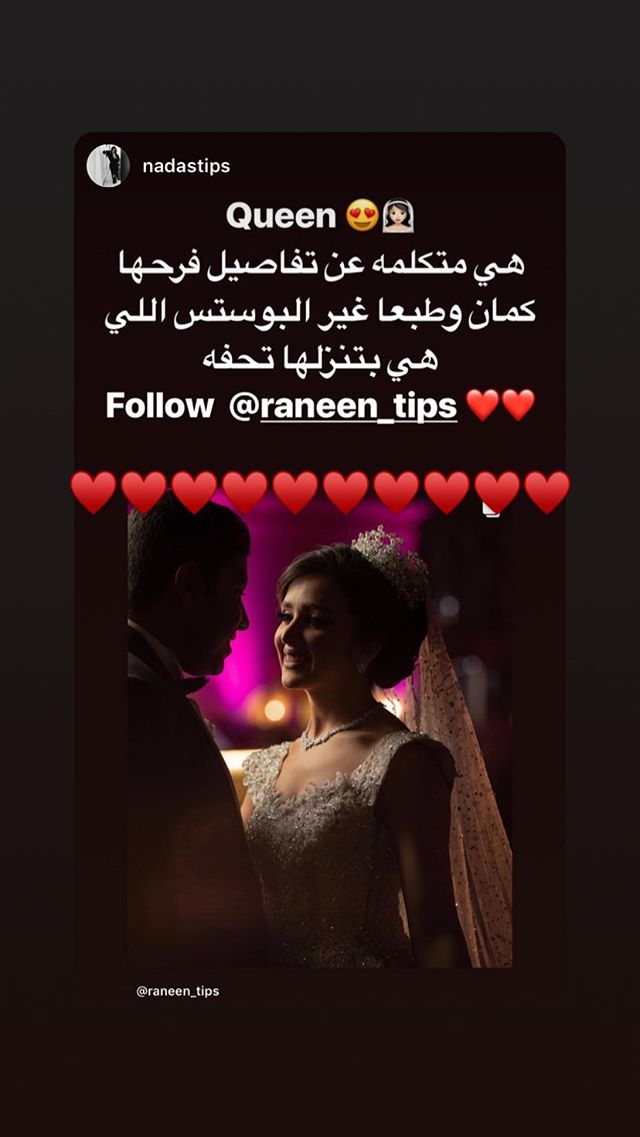 nadastips
Queen 😍👰🏻
هي متكلمه عن تفاصيل فرحها
كمان وطبعا غير البوستس اللي
هي بتنزلها تحفه
Follow @raneen_tips ❤️❤️
❤️❤️❤️❤️❤️❤️❤️❤️❤️❤️
@raneen_tips